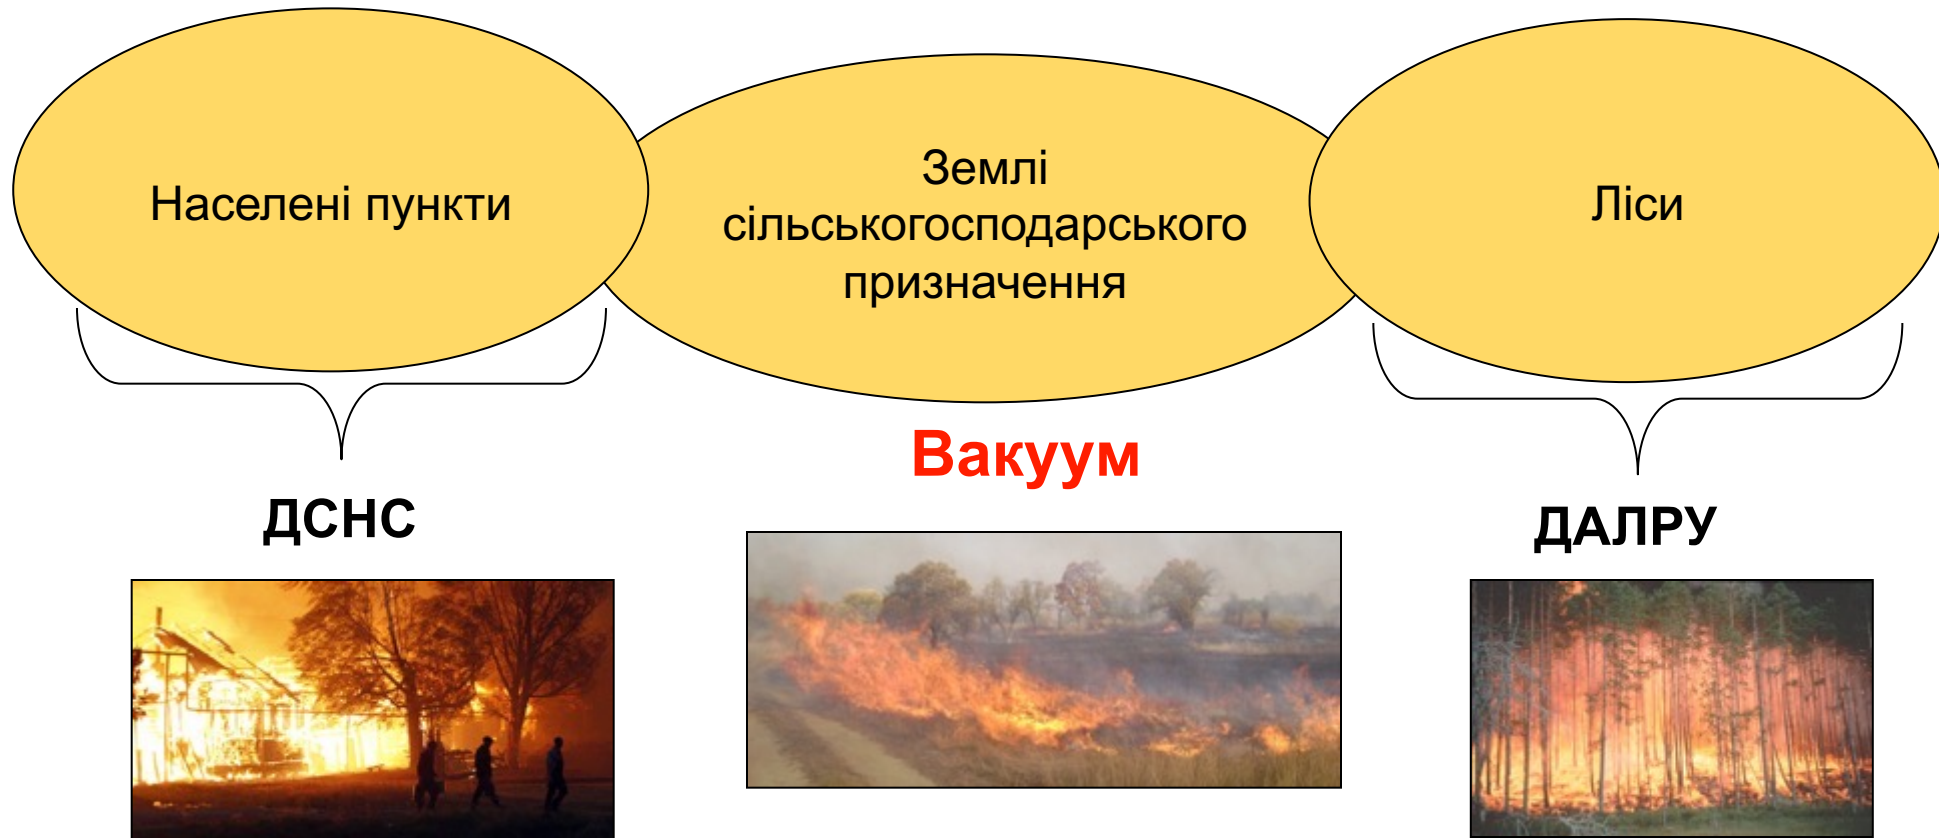 Населені пункти
Землі
сільськогосподарського
призначення
Ліси
Вакуум
ДСНС
ДАЛРУ